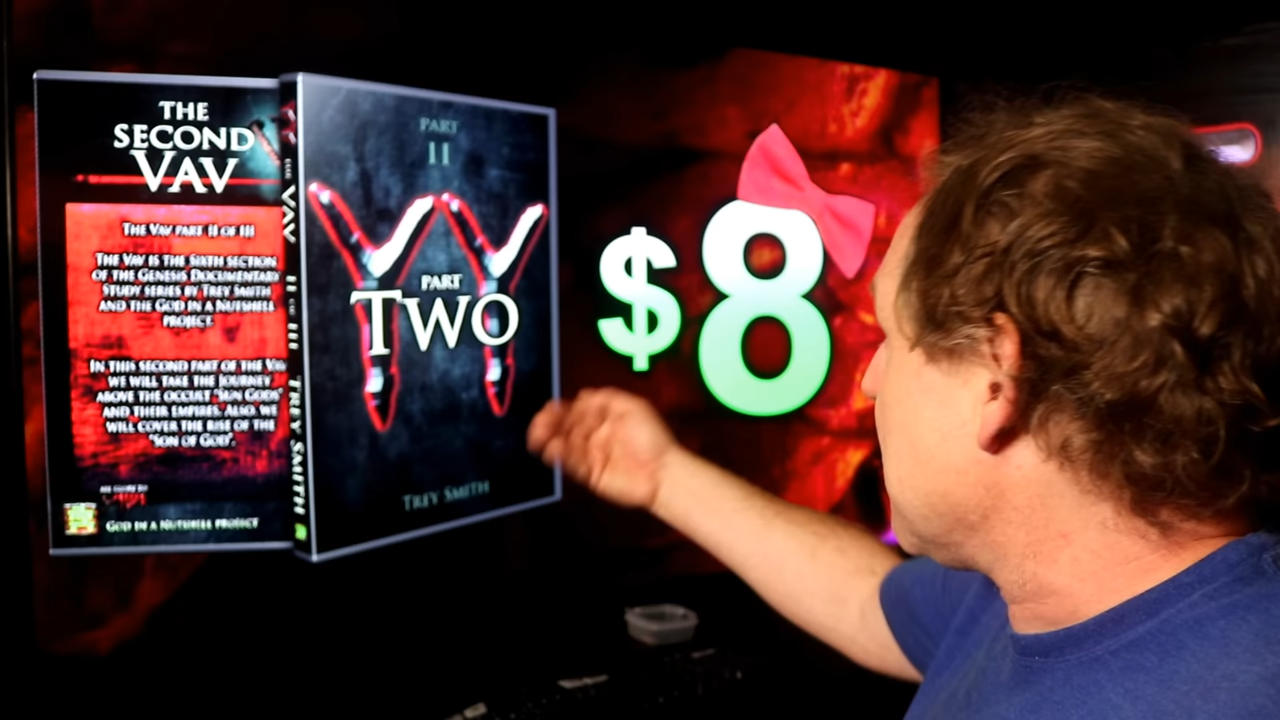 THE
SECOND
VAV
THE VAV PART II OF III
THE VAV IS THE SIXTH SECTION
OF THE GENESIS DOCUMENTARY
STUDY SERIES BY TREY SMITH
AND THE GOD IN A NUTSHELL
PROJECT.
IN THIS SECOND PART OF THE VAV
WE WILL TAKE THE JOURNEY
ABOVE THE OCCULT "SUN GODS"
AND THEIR EMPIRES. ALSO, WE
WILL COVER THE RISE OF THE
"SON OF GOD".
GOD IN A NUTSHELL PROJECT
THE VAV II OF III TREY SMITH
PART
II
PART
TWO
TREY SMITH
$8